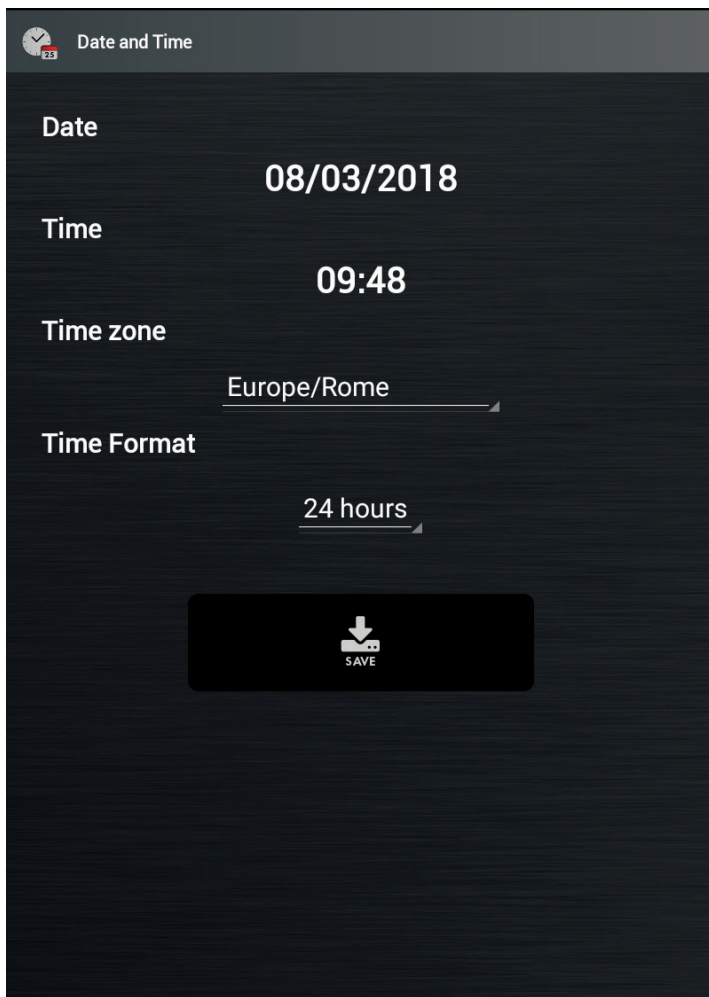 25
Date and Time
Date
08/03/2018
Time
09:48
Time zone
Europe/Rome
Time Format
24 hours
SAVE